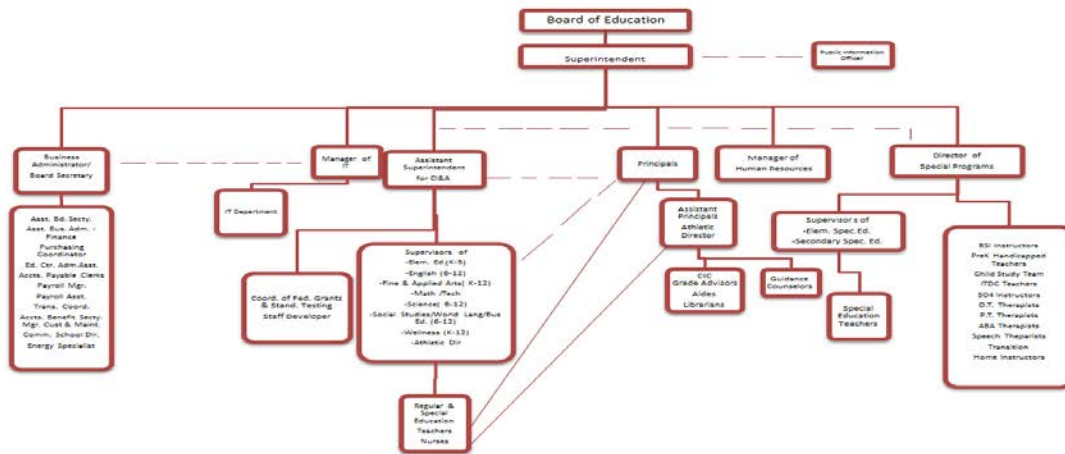 Board of Education
Superintendent
Public Information
Officer
Business
Administrator/
Board Secretary
Manager of
IT
Assistant
Superintendent
For CI&A
Principals
Manager of
Human Resources
Director of
Special Programs
Asst. Bd. Secty.
Asst. Bus. Adm. -
Finance
Purchasing
Coordinator
Ed. Ctr. Adm.Asst.
Accts. Payable Clerks
Payroll Mgr.
Payroll Asst.
Trans. Coord.
Accts. Benefit Secty-
Mgr. Cust & Maint.
Comm. School Dir.
Energy Specialist
IT Department
Coord. of Fed. Grants
& Stand. Testing
Staff Developer
Supervisors of
-Elem. Ed.(K-5)
-English (6-12)
-Fine & Applied Arts( K-12)
-Math /Tech
-Science( 6-12)
-Social Studies/World Lang/Bus
Ed. (6-12)
-Wellness (K-12)
-Athletic Dir
Regular &
Special
Education
Teachers
Nurses
Assistant
Principals
Athletic
Director
CIC
Grade Advisors
Aides
Librarians
Guidance
Counselors
Supervisors of
-Elem. Spec.Ed.
-Secondary Spec. Ed.
Special
Education
Teachers
BSI Instructors
PreK Handicapped
Teachers
Child Study Team
ITDC Teachers
Instructors
O.T. Therapists
P.T. Therapists
ABA Therapists
Speech Theparists
Transition
Home Instructors